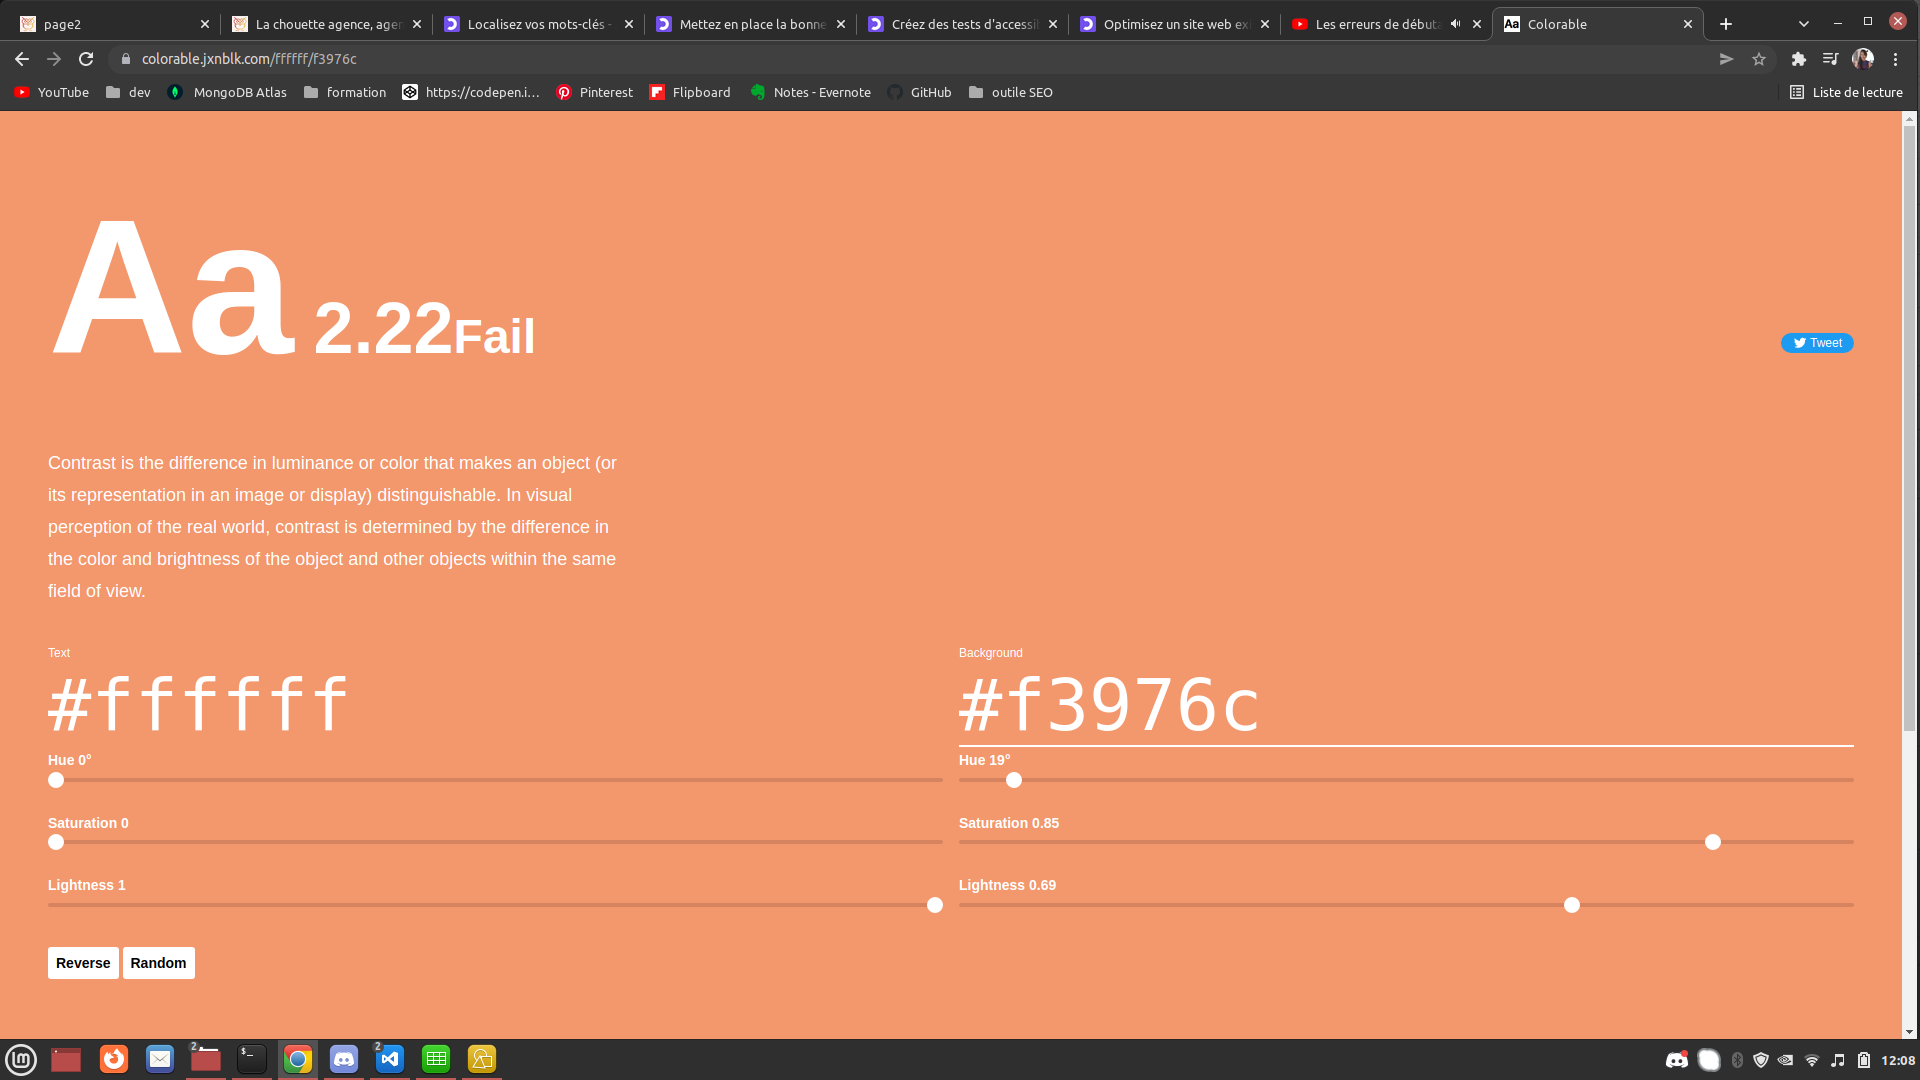 page2
La chouette agence, agen
Localisez vos mots-clés -
Mettez en place la bonne
Créez des tests d'accessib
Optimisez un site web exi
Les erreurs de débuta
Aa Colorable
colorable.jxnblk.com/ffffff/f3976c
YouTube
dev
MongoDB Atlas
formation
https://codepen.i...
Pinterest
Flipboard
Notes - Evernote
GitHub
outile SEO
Liste de lecture
Aa 2.22Fail
Tweet
Contrast is the difference in luminance or color that makes an object (or
its representation in an image or display) distinguishable. In visual
perception of the real world, contrast is determined by the difference in
the color and brightness of the object and other objects within the same
field of view.
Text
#ffffff
Hue 0°
Saturation 0
Lightness 1
Background
#f3976c
Hue 19°
Saturation 0.85
Lightness 0.69
Reverse
Random
2
2
12:08